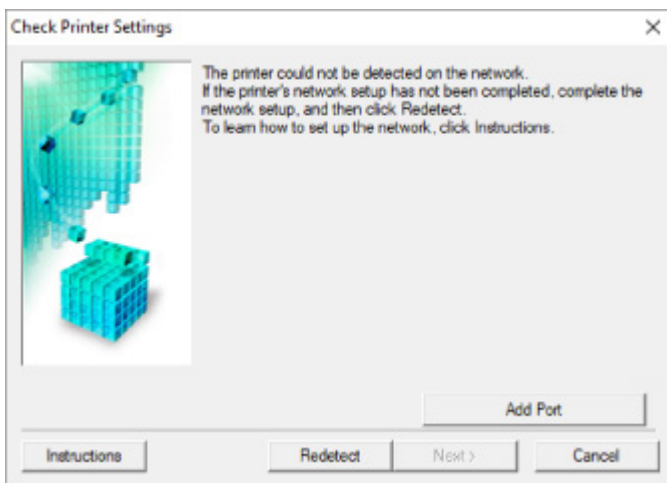 Check Printer Settings
The printer could not be detected on the network.
If the printer's network setup has not been completed, complete the
network setup, and then click Redetect.
To learn how to set up the network, click Instructions.
Add Port
Instructions
Redetect
Next >
Cancel